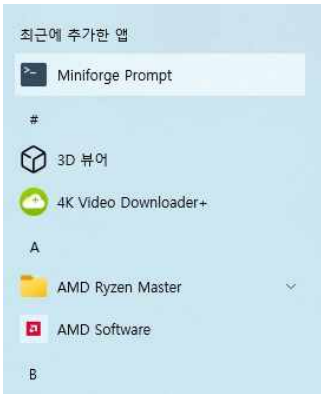 최근에 추가한 앱
Miniforge Prompt
#
3D 뷰어
4K Video Downloader+
A
AMD Ryzen Master
AMD Software
B